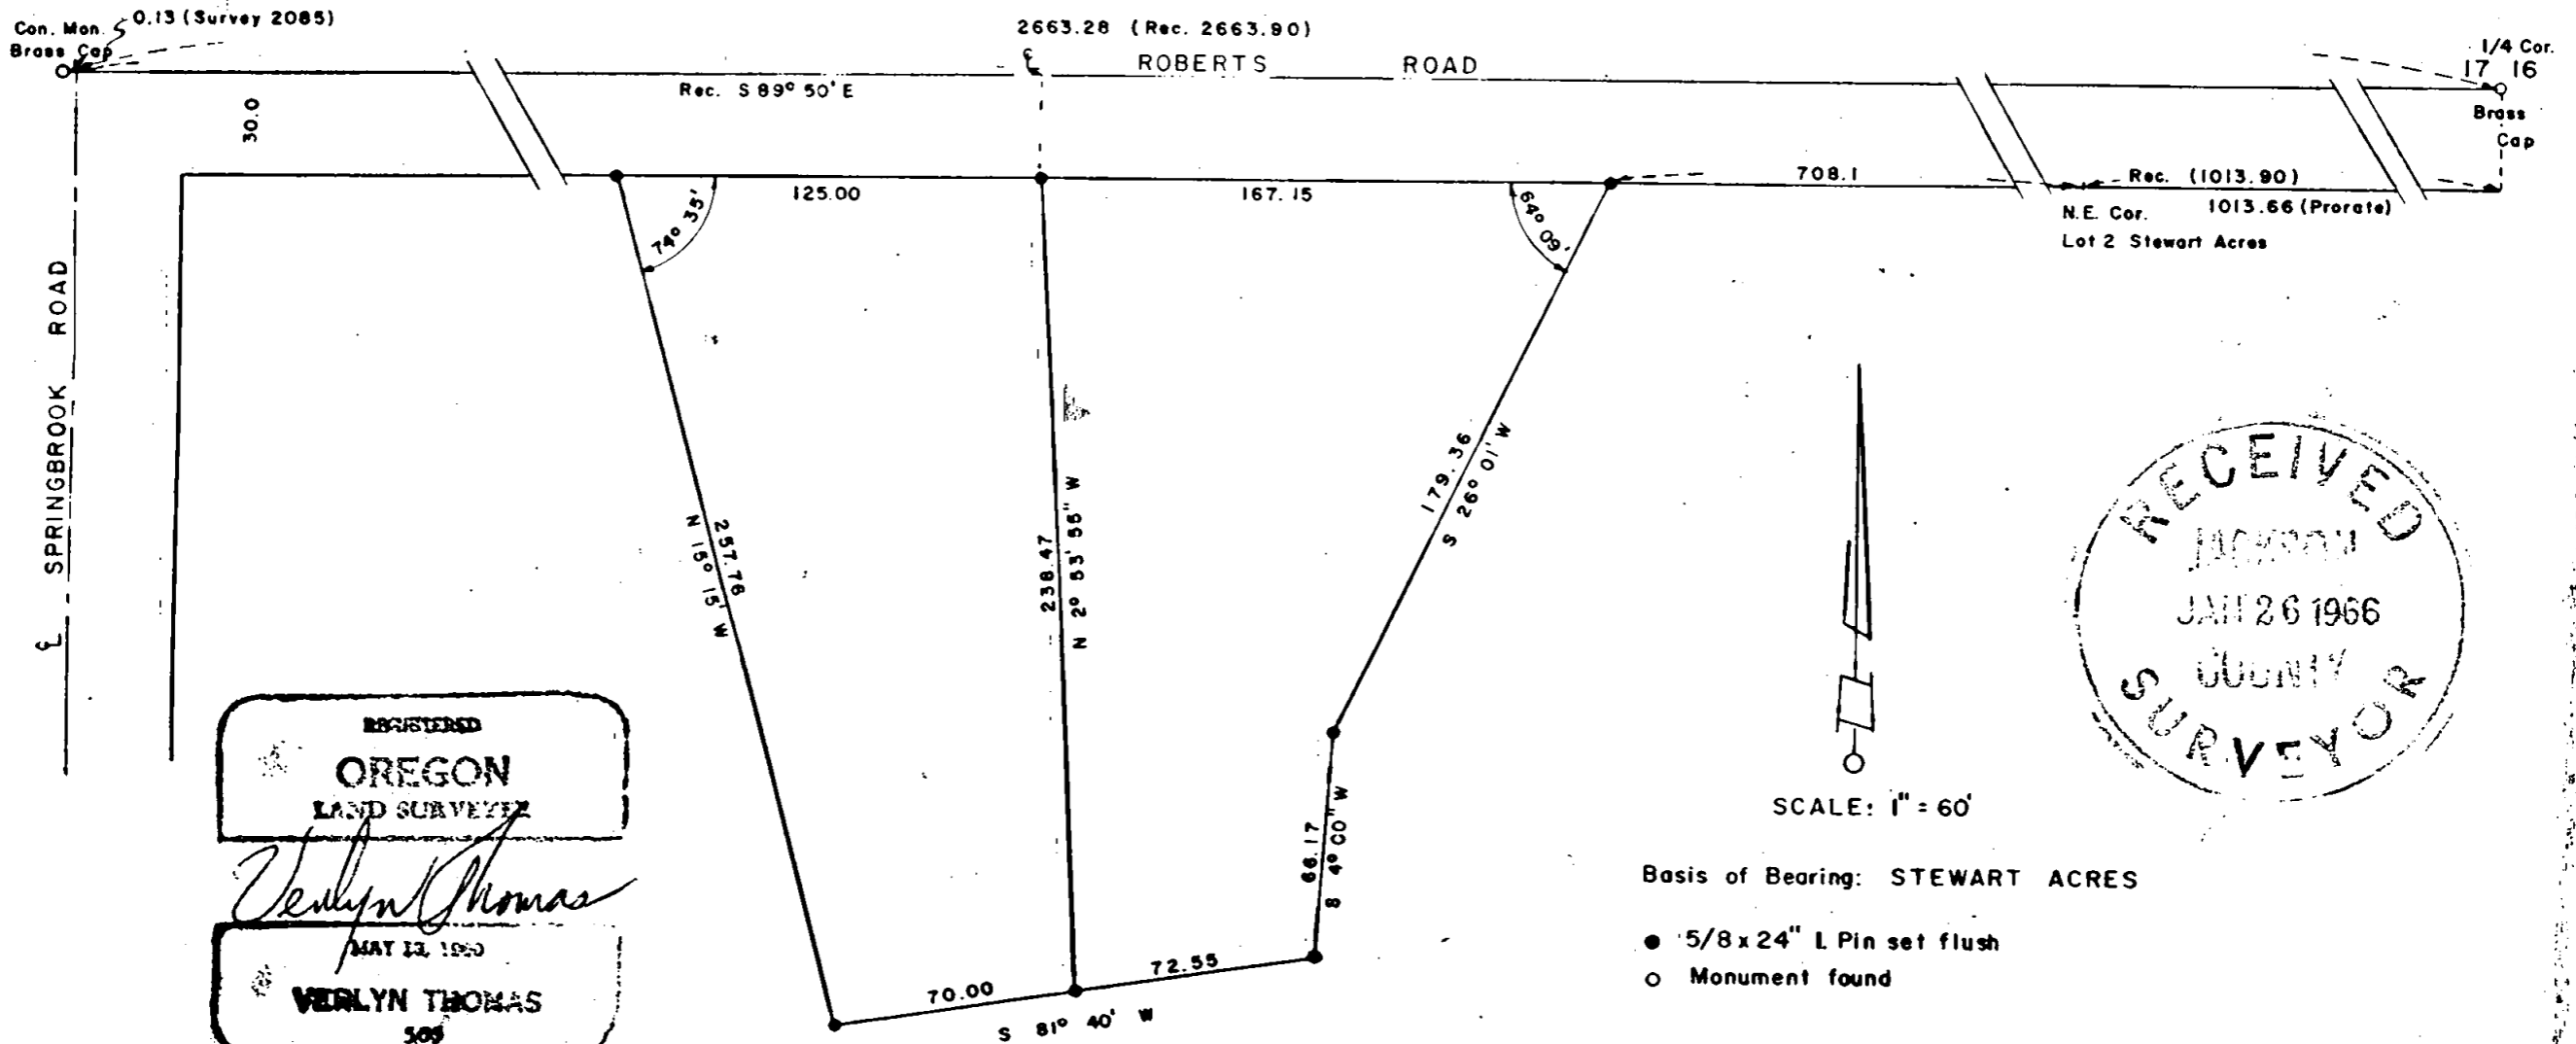 0.13 (Survey 2085)
Con. Mon.
Brass Cap
2663.28 (Rec. 2663.90)
℄
ROBERTS ROAD
Rec. S 89° 50' E
1/4 Cor.
17 16
Brass
Cap
30.0
125.00
167.15
708.1
Rec. (1013.90)
1013.66 (Prorate)
N.E. Cor.
Lot 2 Stewart Acres
74° 35'
64° 09'
℄ SPRINGBROOK ROAD
257.76
N 15° 15' W
238.47
N 2° 53' 55" W
179.36
S 26° 01' W
66.17
S 4° 00" W
70.00
72.55
S 81° 40' W
RECEIVED
JACKSON
JAN 26 1966
COUNTY
SURVEYOR
SCALE: 1" = 60'
Basis of Bearing: STEWART ACRES
5/8 x 24" I. Pin set flush
Monument found
REGISTERED
OREGON
LAND SURVEYOR
Verlyn Thomas
MAY 13, 1960
VERLYN THOMAS
509